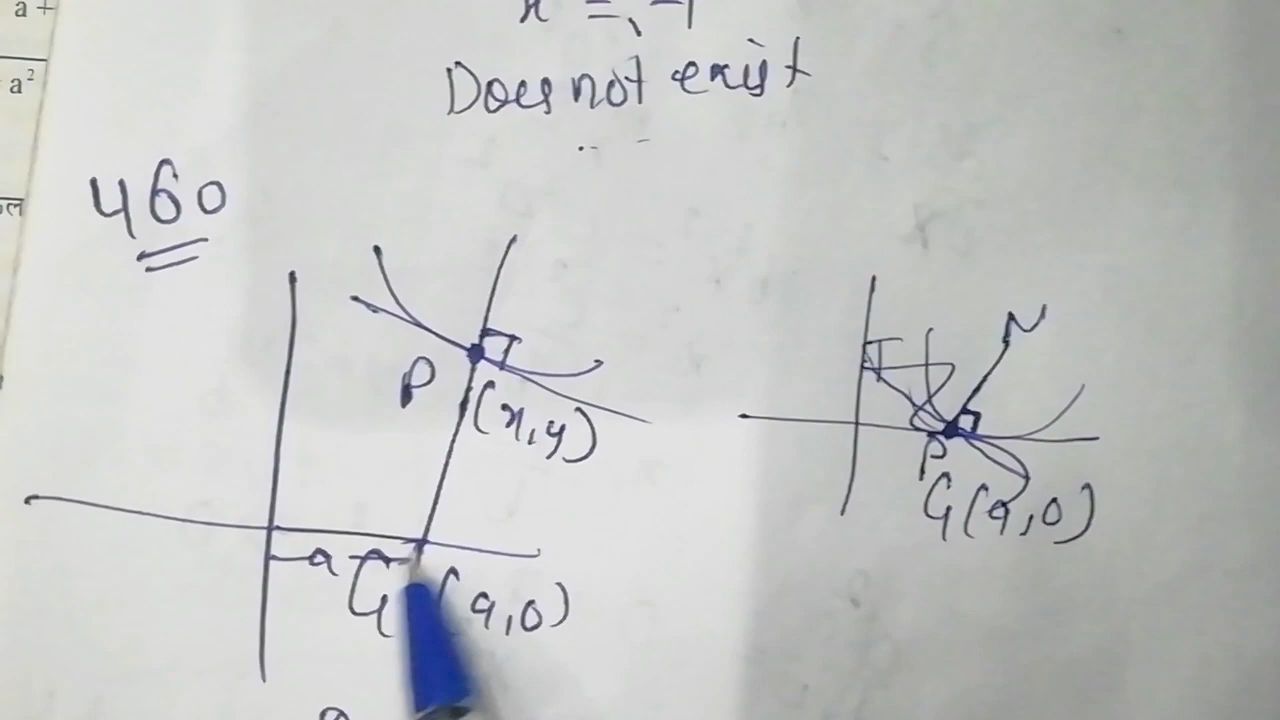 a +
a²
Does not exist
460
P
(x,y)
a
G (a,0)
N
P
G(a,0)